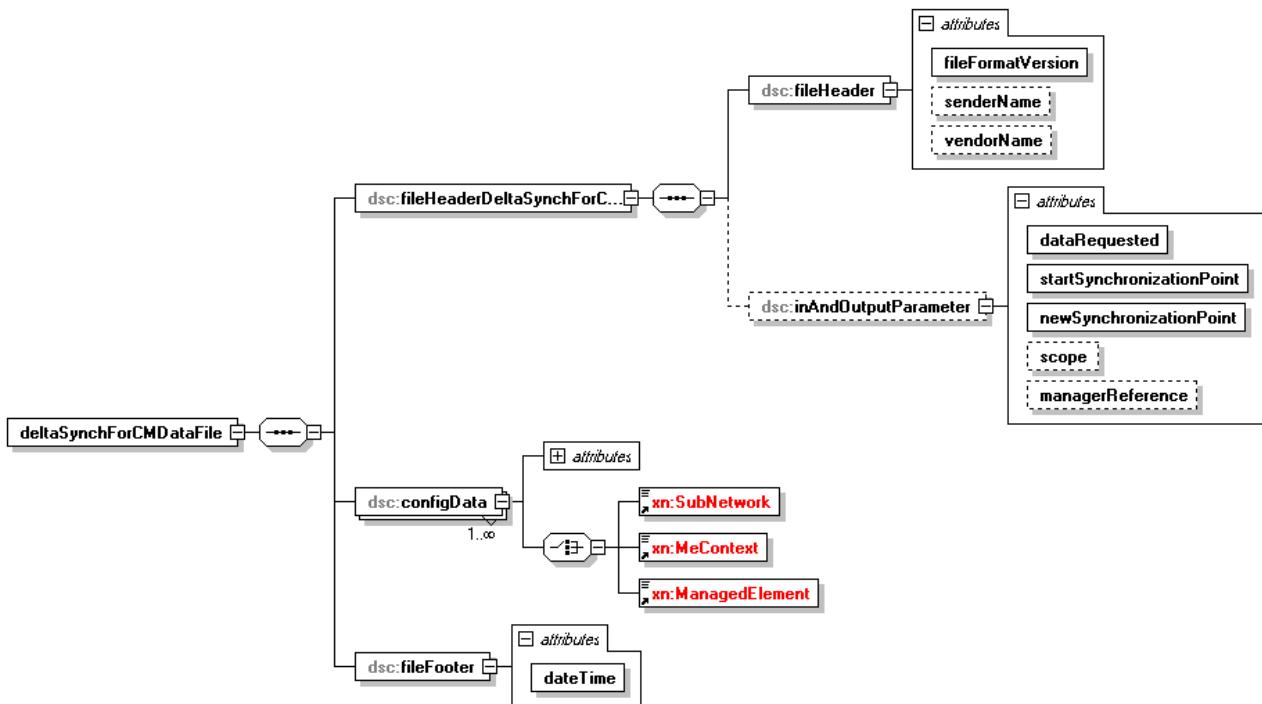 attributes
fileFormatVersion
dsc:fileHeader
senderName
vendorName
dsc:fileHeaderDeltaSynchForC...
attributes
dataRequested
startSynchronizationPoint
dsc:inAndOutputParameter
newSynchronizationPoint
scope
managerReference
deltaSynchForCMDataFile
attributes
dsc:configData
1..∞
xn:SubNetwork
xn:MeContext
xn:ManagedElement
attributes
dsc:fileFooter
dateTime